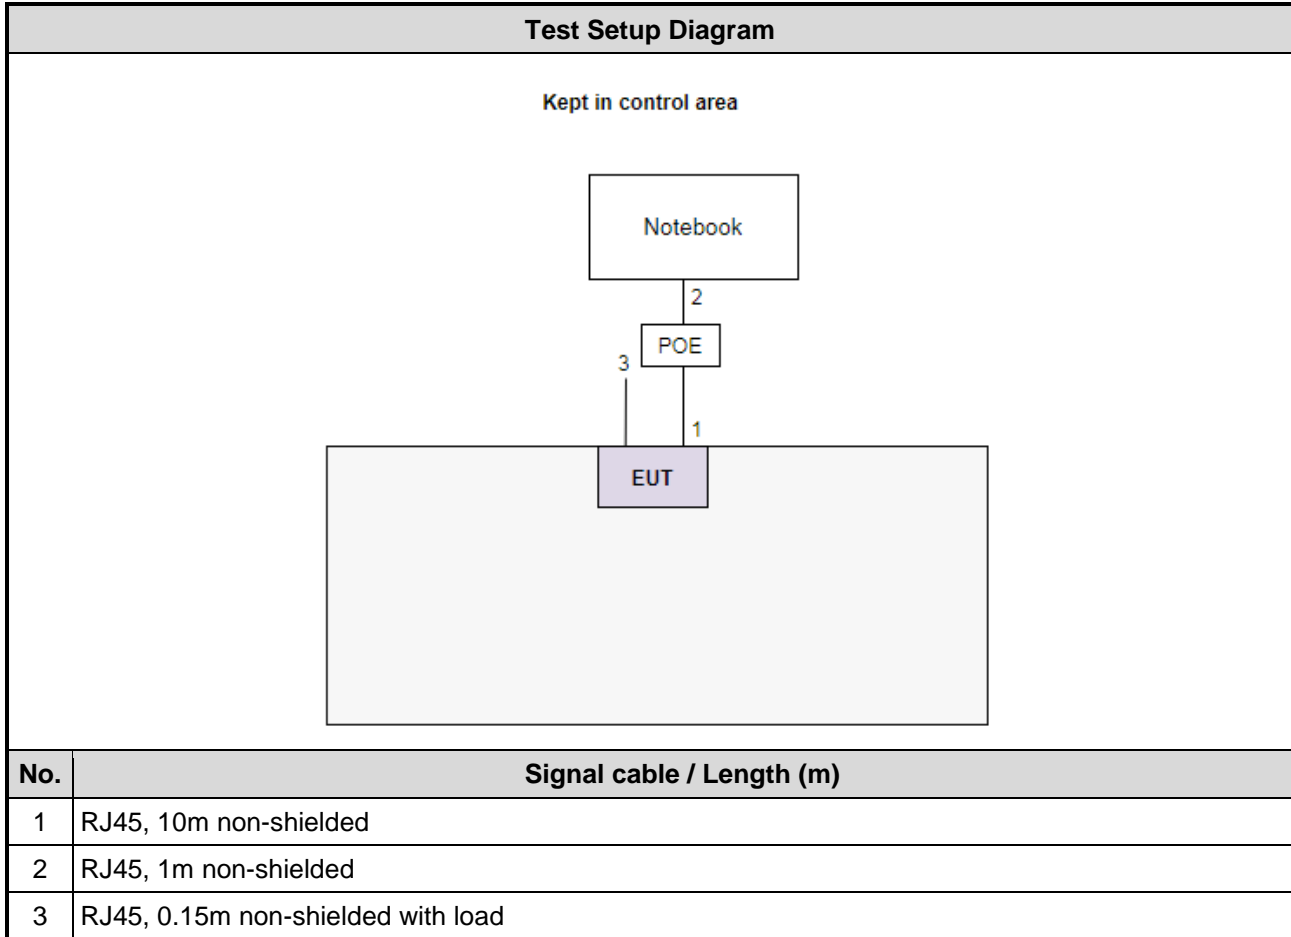 Test Setup Diagram
Kept in control area
Notebook
2
POE
3
1
EUT
No. Signal cable / Length (m)
1 RJ45, 10m non-shielded
2 RJ45, 1m non-shielded
3 RJ45, 0.15m non-shielded with load